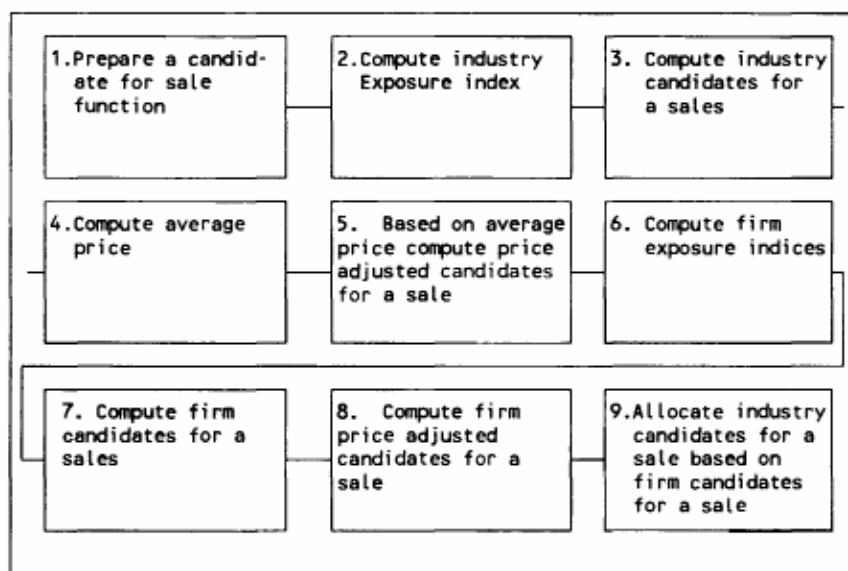 1.Prepare a candid-
ate for sale
function
2.Compute industry
Exposure index
3. Compute industry
candidates for
a sales
4.Compute average
price
5. Based on average
price compute price
adjusted candidates
for a sale
6. Compute firm
exposure indices
7. Compute firm
candidates for a
sales
8. Compute firm
price adjusted
candidates for a
sale
9.Allocate industry
candidates for a
sale based on
firm candidates
for a sale